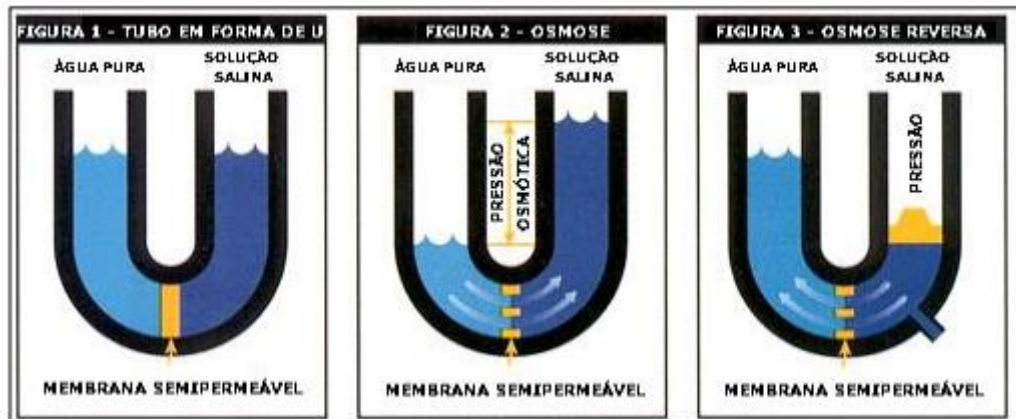 FIGURA 1 - TUBO EM FORMA DE U
ÁGUA PURA
SOLUÇÃO
SALINA
MEMBRANA SEMIPERMEÁVEL
FIGURA 2 - OSMOSE
ÁGUA PURA
SOLUÇÃO
SALINA
PRESSÃO
OSMÓTICA
MEMBRANA SEMIPERMEÁVEL
FIGURA 3 - OSMOSE REVERSA
ÁGUA PURA
SOLUÇÃO
SALINA
PRESSÃO
MEMBRANA SEMIPERMEÁVEL